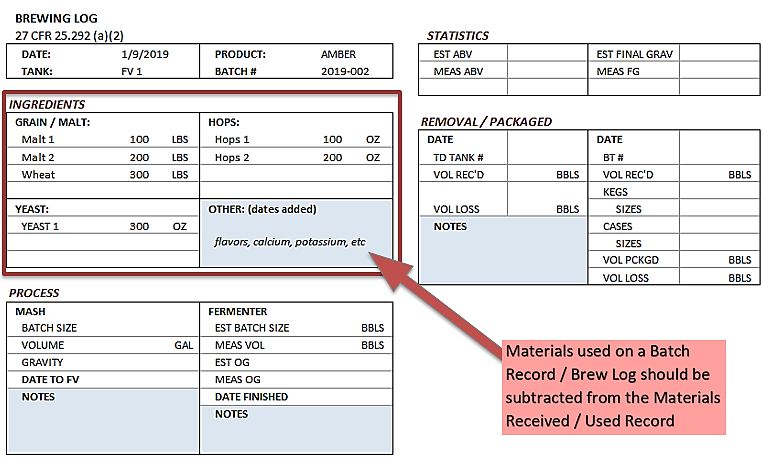 BREWING LOG
27 CFR 25.292 (a)(2)
DATE: 1/9/2019 PRODUCT: AMBER
TANK: FV 1 BATCH # 2019-002
INGREDIENTS
GRAIN / MALT: HOPS:
Malt 1 100 LBS Hops 1 100 OZ
Malt 2 200 LBS Hops 2 200 OZ
Wheat 300 LBS
YEAST: OTHER: (dates added)
YEAST 1 300 OZ
flavors, calcium, potassium, etc
PROCESS
MASH FERMENTER
BATCH SIZE EST BATCH SIZE BBLS
VOLUME GAL MEAS VOL BBLS
GRAVITY EST OG
DATE TO FV MEAS OG
NOTES DATE FINISHED
NOTES
STATISTICS
EST ABV EST FINAL GRAV
MEAS ABV MEAS FG
REMOVAL / PACKAGED
DATE DATE
TD TANK # BT #
VOL REC'D BBLS VOL REC'D BBLS
KEGS
VOL LOSS BBLS SIZES
NOTES CASES
SIZES
VOL PCKGD BBLS
VOL LOSS BBLS
Materials used on a Batch
Record / Brew Log should be
subtracted from the Materials
Received / Used Record